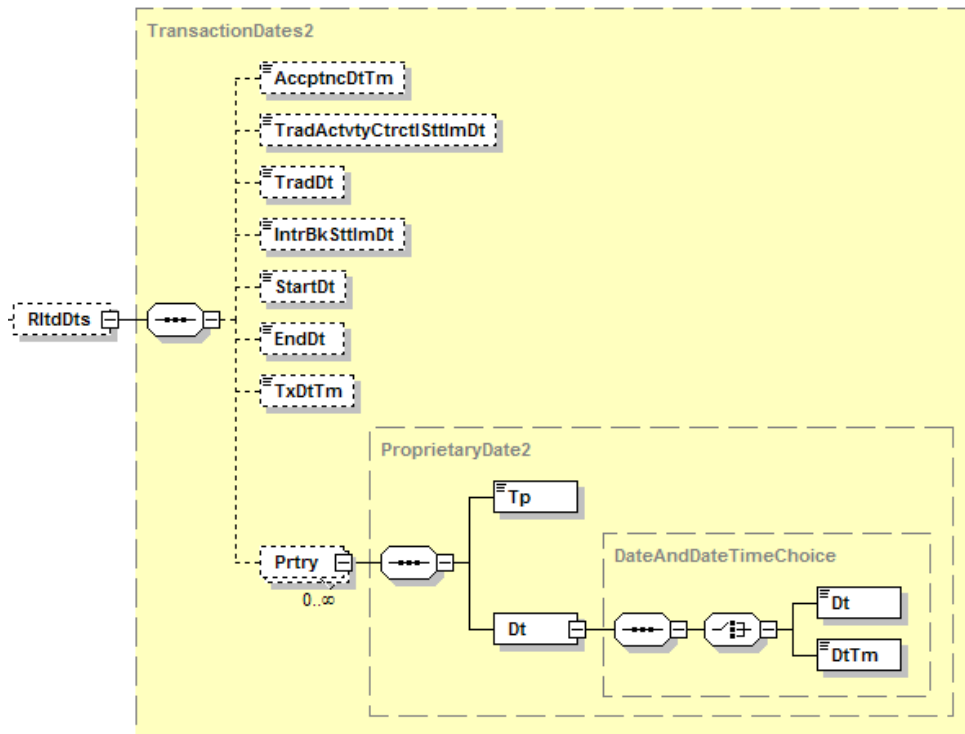 TransactionDates2
AccptncDtTm
TradActvtyCtrctlSttlmDt
TradDt
IntrBkSttlmDt
StartDt
RltdDts
EndDt
TxDtTm
ProprietaryDate2
Tp
DateAndDateTimeChoice
Prtry
0..∞
Dt
Dt
DtTm